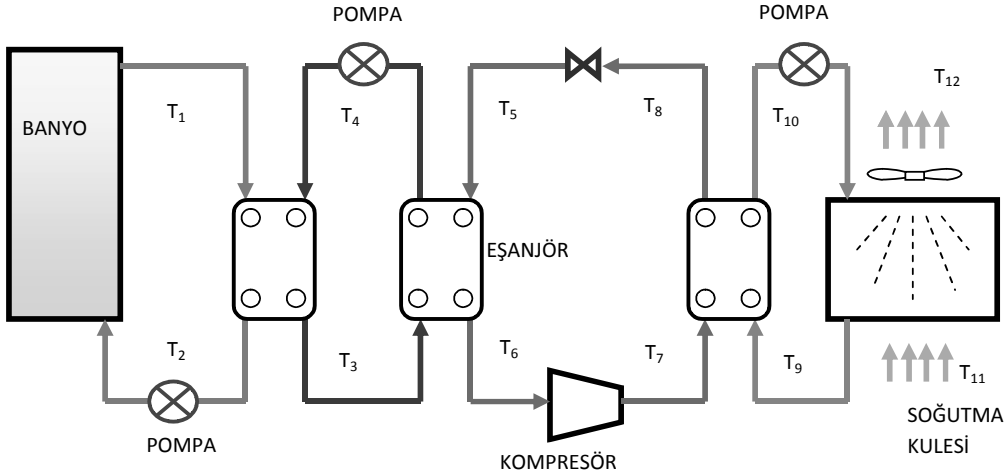 POMPA
POMPA
BANYO
T1
T4
T5
T8
T10
T12
EŞANJÖR
T2
T3
T6
T7
T9
T11
POMPA
KOMPRESÖR
SOĞUTMA
KULESİ